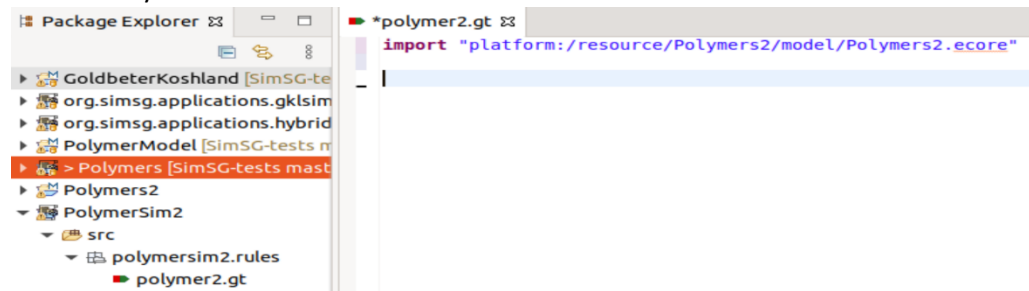 Package Explorer
*polymer2.gt
import "platform:/resource/Polymers2/model/Polymers2.ecore"
GoldbeterKoshland [SimSG-te
org.simsg.applications.gklsim
org.simsg.applications.hybrid
PolymerModel [SimSG-tests m
> Polymers [SimSG-tests mast
Polymers2
PolymerSim2
src
polymersim2.rules
polymer2.gt